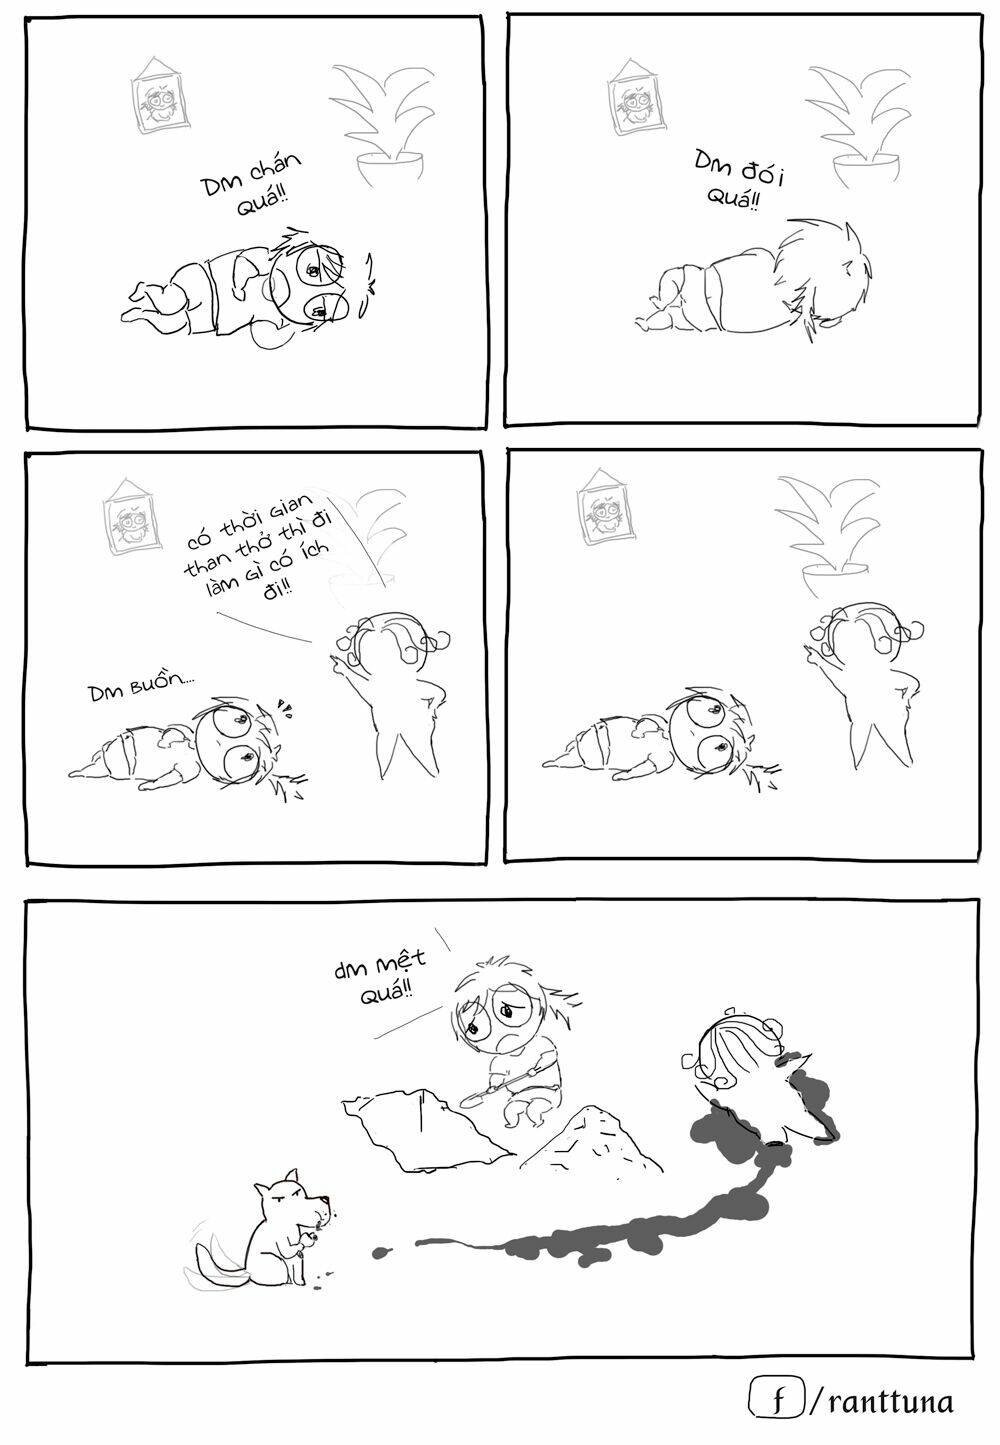 Dm chán
quá!!
Dm đói
quá!!
có thời gian
than thở thì đi
làm gì có ích
đi!!
Dm buồn....
dm mệt
quá!!
f/ranttuna